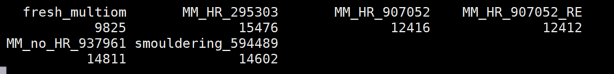 fresh_multiom MM_HR_295303 MM_HR_907052 MM_HR_907052_RE
9825 15476 12416 12412
MM_no_HR_937961 smouldering_594489
14811 14602